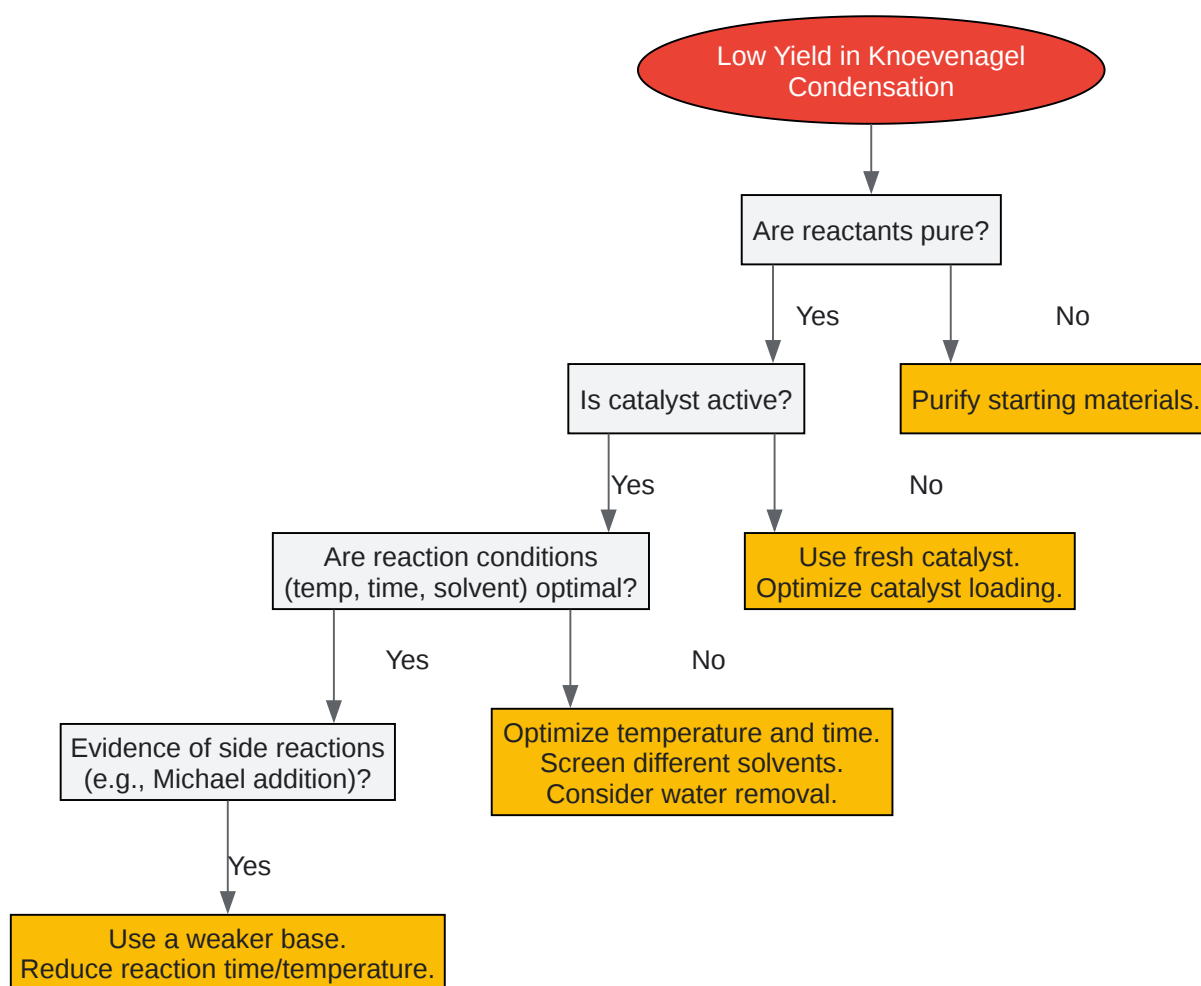 Low Yield in Knoevenagel
Condensation
Are reactants pure?
Yes
No
Is catalyst active?
Purify starting materials.
Yes
No
Are reaction conditions
(temp, time, solvent) optimal?
Use fresh catalyst.
Optimize catalyst loading.
Yes
No
Evidence of side reactions
(e.g., Michael addition)?
Optimize temperature and time.
Screen different solvents.
Consider water removal.
Yes
Use a weaker base.
Reduce reaction time/temperature.